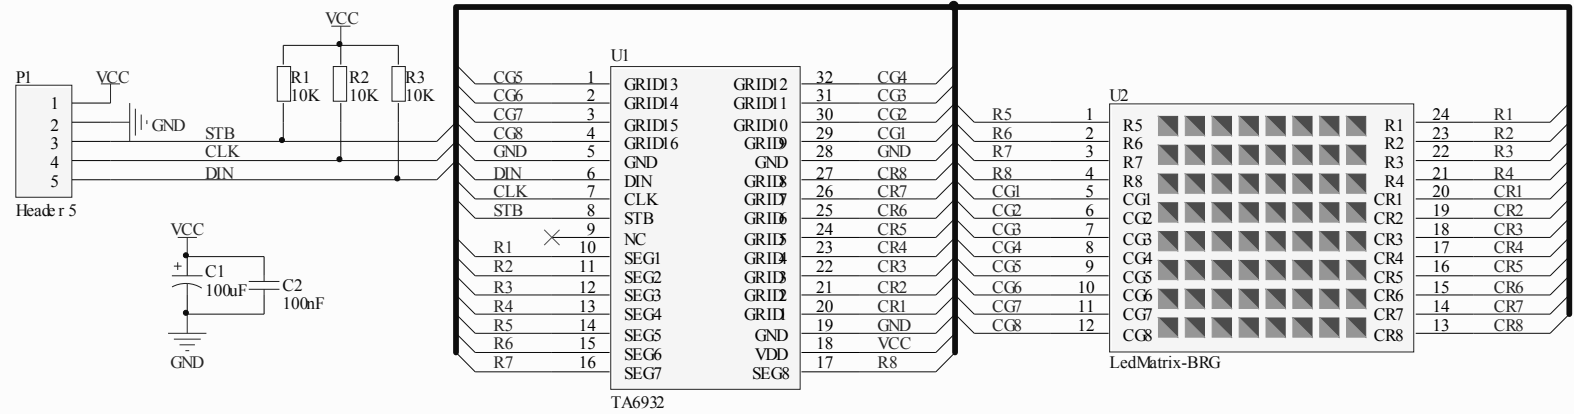 VCC
P1
VCC
1
2
3
4
5
GND
STB
CLK
DIN
Header 5
R1
10K
R2
10K
R3
10K
VCC
+
C1
100uF
C2
100nF
GND
U1
CG5 1 GRID13 GRID12 32 CG4
CG6 2 GRID14 GRID11 31 CG3
CG7 3 GRID15 GRID10 30 CG2
CG8 4 GRID16 GRID9 29 CG1
GND 5 GND GND 28 GND
DIN 6 DIN GRID8 27 CR8
CLK 7 CLK GRID7 26 CR7
STB 8 STB GRID6 25 CR6
9 NC GRID5 24 CR5
R1 10 SEG1 GRID4 23 CR4
R2 11 SEG2 GRID3 22 CR3
R3 12 SEG3 GRID2 21 CR2
R4 13 SEG4 GRID1 20 CR1
R5 14 SEG5 GND 19 GND
R6 15 SEG6 VDD 18 VCC
R7 16 SEG7 SEG8 17 R8
TA6932
U2
R5 1 R5 R1 24 R1
R6 2 R6 R2 23 R2
R7 3 R7 R3 22 R3
R8 4 R8 R4 21 R4
CG1 5 CG1 CR1 20 CR1
CG2 6 CG2 CR2 19 CR2
CG3 7 CG3 CR3 18 CR3
CG4 8 CG4 CR4 17 CR4
CG5 9 CG5 CR5 16 CR5
CG6 10 CG6 CR6 15 CR6
CG7 11 CG7 CR7 14 CR7
CG8 12 CG8 CR8 13 CR8
LedMatrix-BRG